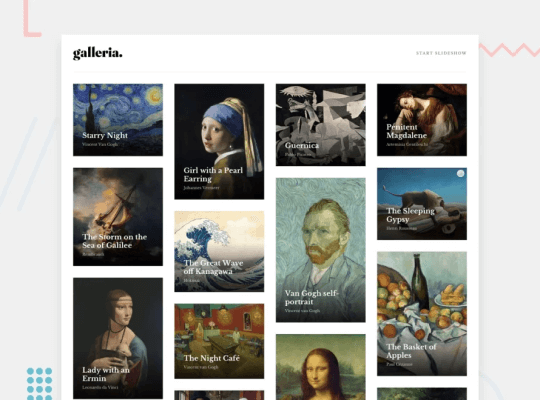 galleria.
START SLIDESHOW
Starry Night
Vincent Van Gogh
Girl with a Pearl
Earring
Johannes Vermeer
Guernica
Pablo Picasso
Penitent
Magdalene
Artemisia Gentileschi
The Storm on the
Sea of Galilee
Rembrandt
The Great Wave
off Kanagawa
Hokusai
Van Gogh self-
portrait
Vincent van Gogh
The Sleeping
Gypsy
Henri Rousseau
Lady with an
Ermin
Leonardo da Vinci
The Night Café
Vincent van Gogh
The Basket of
Apples
Paul Cézanne